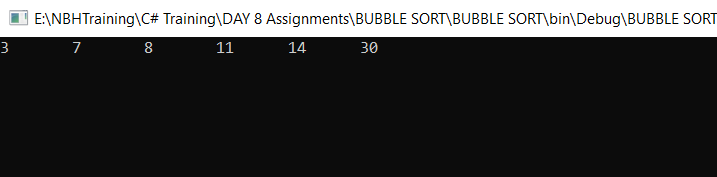 E:\NBHTraining\C# Training\DAY 8 Assignments\BUBBLE SORT\BUBBLE SORT\bin\Debug\BUBBLE SORT
3 7 8 11 14 30